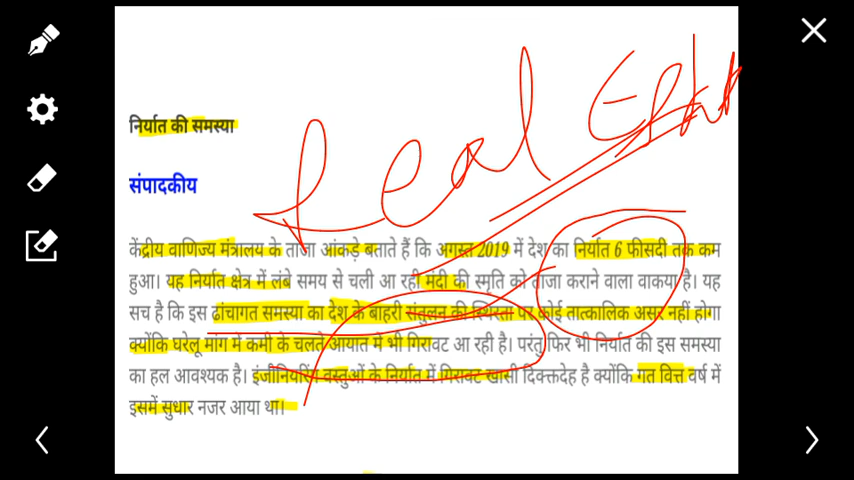 Real
निर्यात की समस्या
संपादकीय
केंद्रीय वाणिज्य मंत्रालय के ताजा आंकड़े बताते हैं कि अगस्त 2019 में देश का निर्यात 6 फीसदी तक कम
हुआ। यह निर्यात क्षेत्र में लंबे समय से चली आ रही मंदी की स्मृति को ताजा कराने वाला वाकया है। यह
सच है कि इस ढांचागत समस्या का देश के बाहरी संतुलन की स्थिरता पर कोई तात्कालिक असर नहीं होगा
क्योंकि घरेलू मांग में कमी के चलते आयात में भी गिरावट आ रही है। परंतु फिर भी निर्यात की इस समस्या
का हल आवश्यक है। इंजीनियरिंग वस्तुओं के निर्यात में गिरावट खासी दिक्तदेह है क्योंकि गत वित्त वर्ष में
इसमें सुधार नजर आया था।